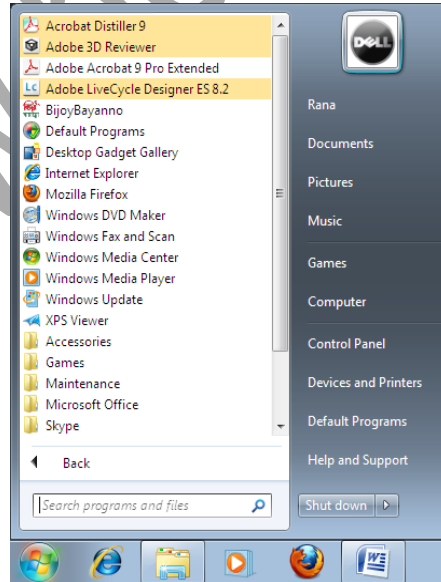 Acrobat Distiller 9
Adobe 3D Reviewer
Adobe Acrobat 9 Pro Extended
LC Adobe LiveCycle Designer ES 8.2
BijoyBayanno
Default Programs
Desktop Gadget Gallery
Internet Explorer
Mozilla Firefox
Windows DVD Maker
Windows Fax and Scan
Windows Media Center
Windows Media Player
Windows Update
XPS Viewer
Accessories
Games
Maintenance
Microsoft Office
Skype
Back
Search programs and files
DELL
Rana
Documents
Pictures
Music
Games
Computer
Control Panel
Devices and Printers
Default Programs
Help and Support
Shut down
W